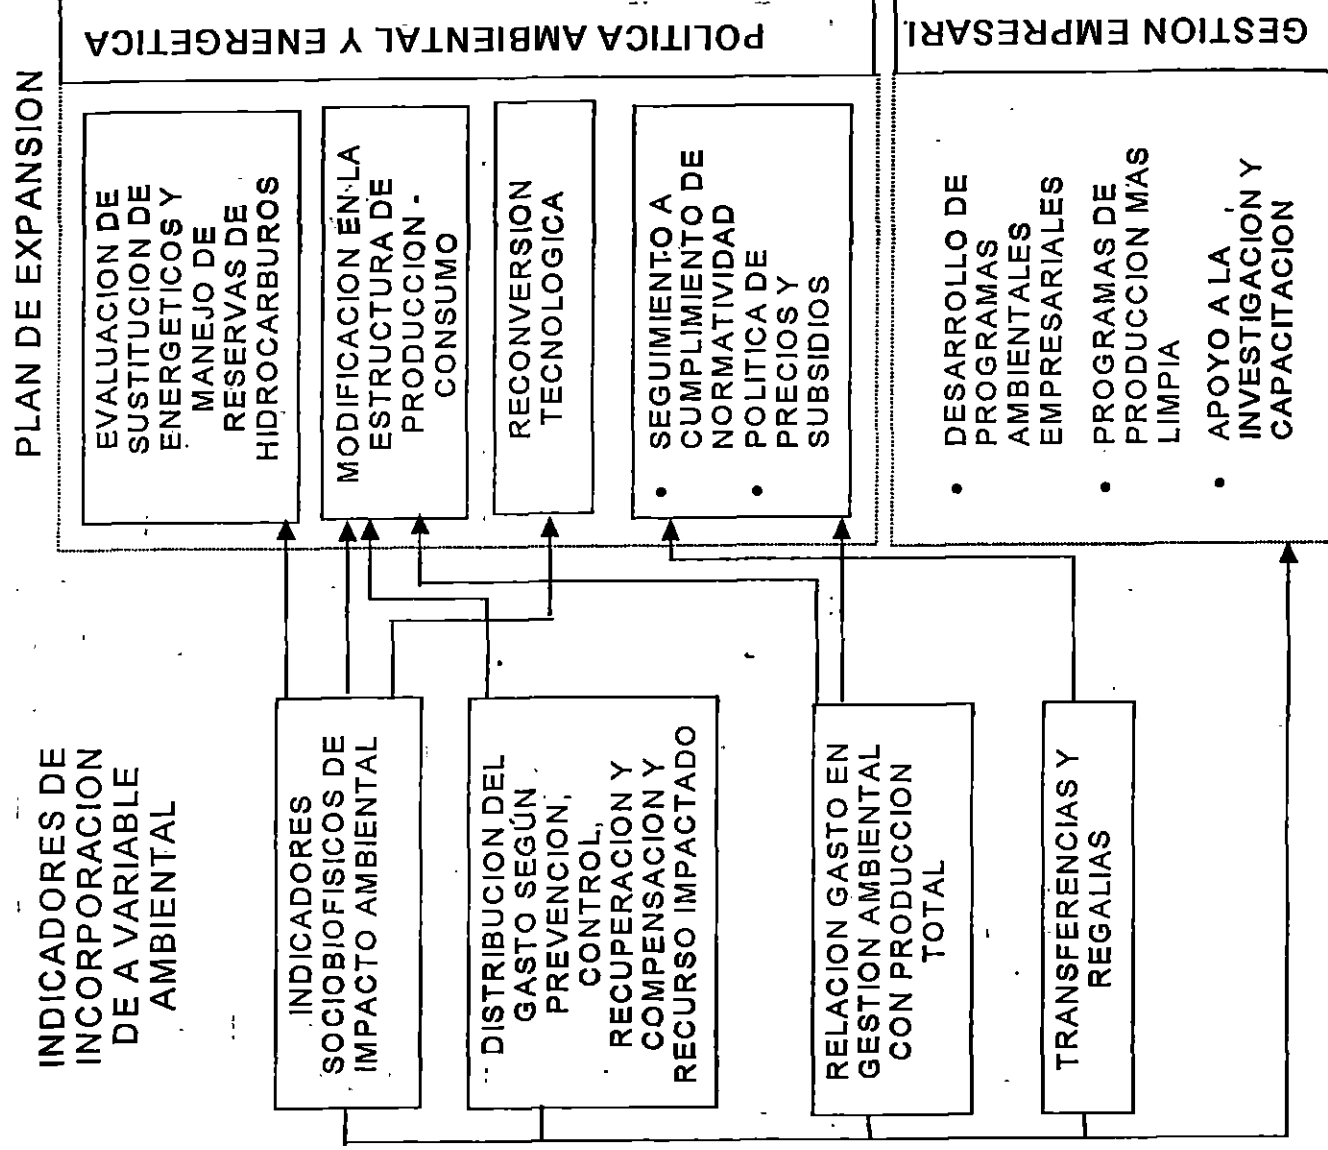 INDICADORES DE
INCORPORACION
DE A VARIABLE
AMBIENTAL
INDICADORES
SOCIOBIOFISICOS DE
IMPACTO AMBIENTAL
DISTRIBUCION DEL
GASTO SEGÚN
PREVENCION,
CONTROL,
RECUPERACION Y
COMPENSACION Y
RECURSO IMPACTADO
RELACION GASTO EN
GESTION AMBIENTAL
CON PRODUCCION
TOTAL
TRANSFERENCIAS Y
REGALIAS
PLAN DE EXPANSION
EVALUACION DE
SUSTITUCION DE
ENERGETICOS Y
MANEJO DE
RESERVAS DE
HIDROCARBUROS
MODIFICACION EN LA
ESTRUCTURA DE
PRODUCCION -
CONSUMO
RECONVERSION
TECNOLOGICA
• SEGUIMIENTO A
CUMPLIMIENTO DE
NORMATIVIDAD
• POLITICA DE
PRECIOS Y
SUBSIDIOS
POLITICA AMBIENTAL Y ENERGETICA
• DESARROLLO DE
PROGRAMAS
AMBIENTALES
EMPRESARIALES
• PROGRAMAS DE
PRODUCCION MAS
LIMPIA
• APOYO A LA
INVESTIGACION Y
CAPACITACION
GESTION EMPRESARI